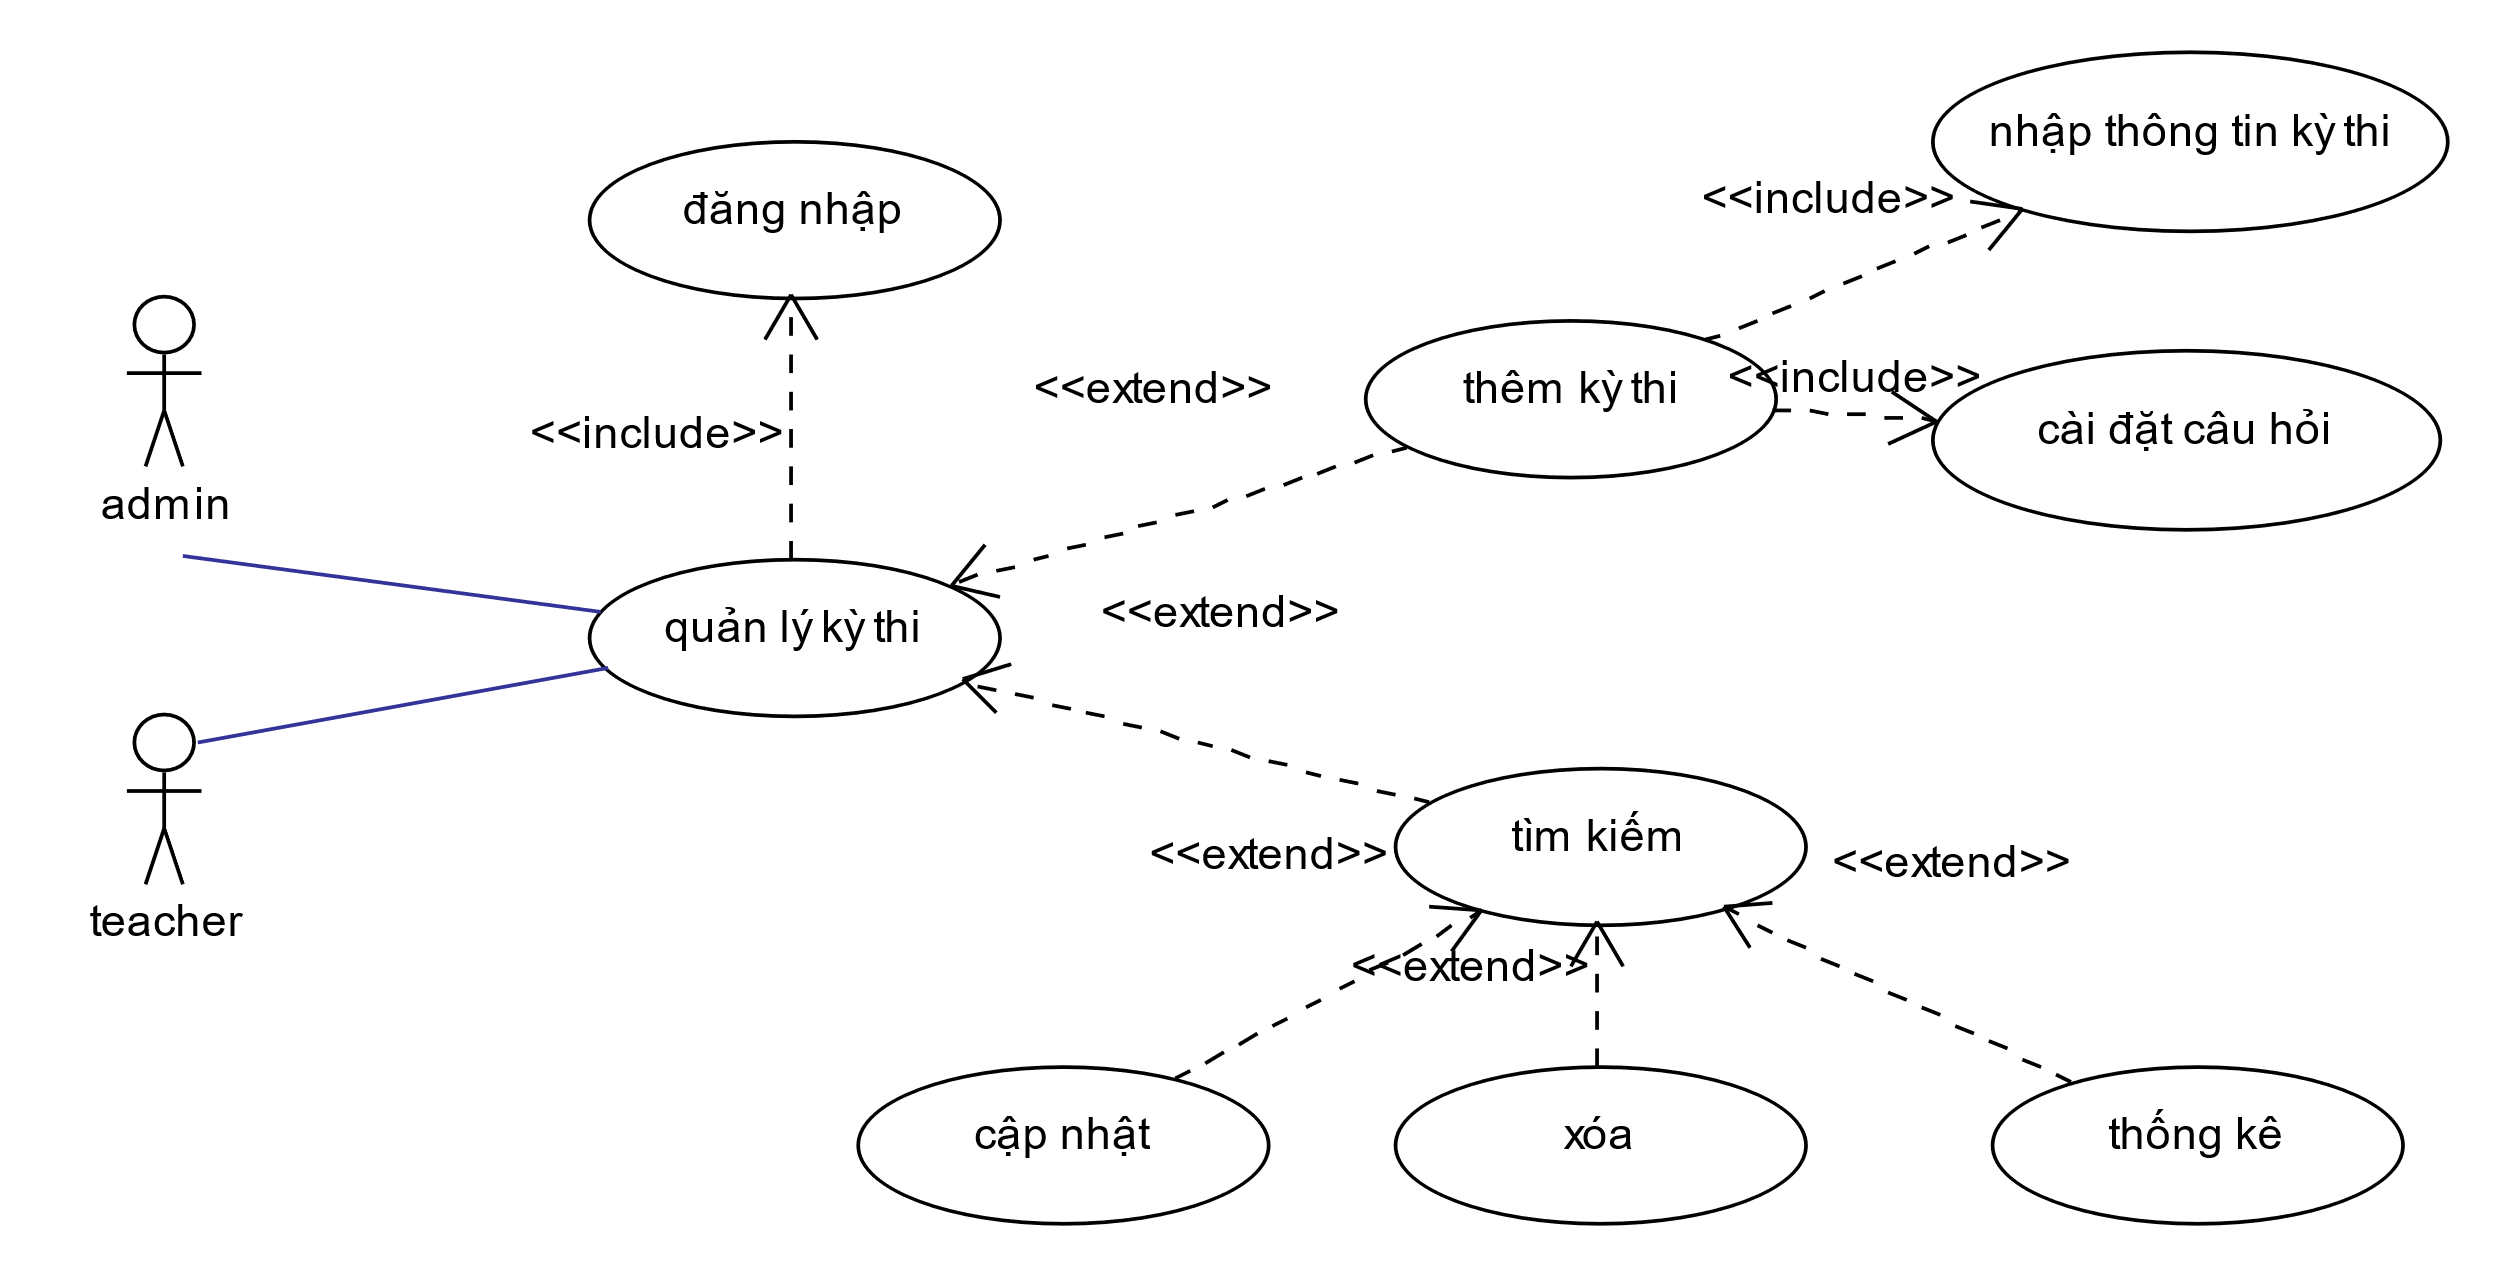 nhập thông tin kỳ thi
<<include>>
đăng nhập
<<extend>>
thêm kỳ thi
<<include>>
cài đặt câu hỏi
<<include>>
admin
<<extend>>
quản lý kỳ thi
tìm kiếm
<<extend>>
<<extend>>
teacher
<<extend>>
cập nhật
xóa
thống kê